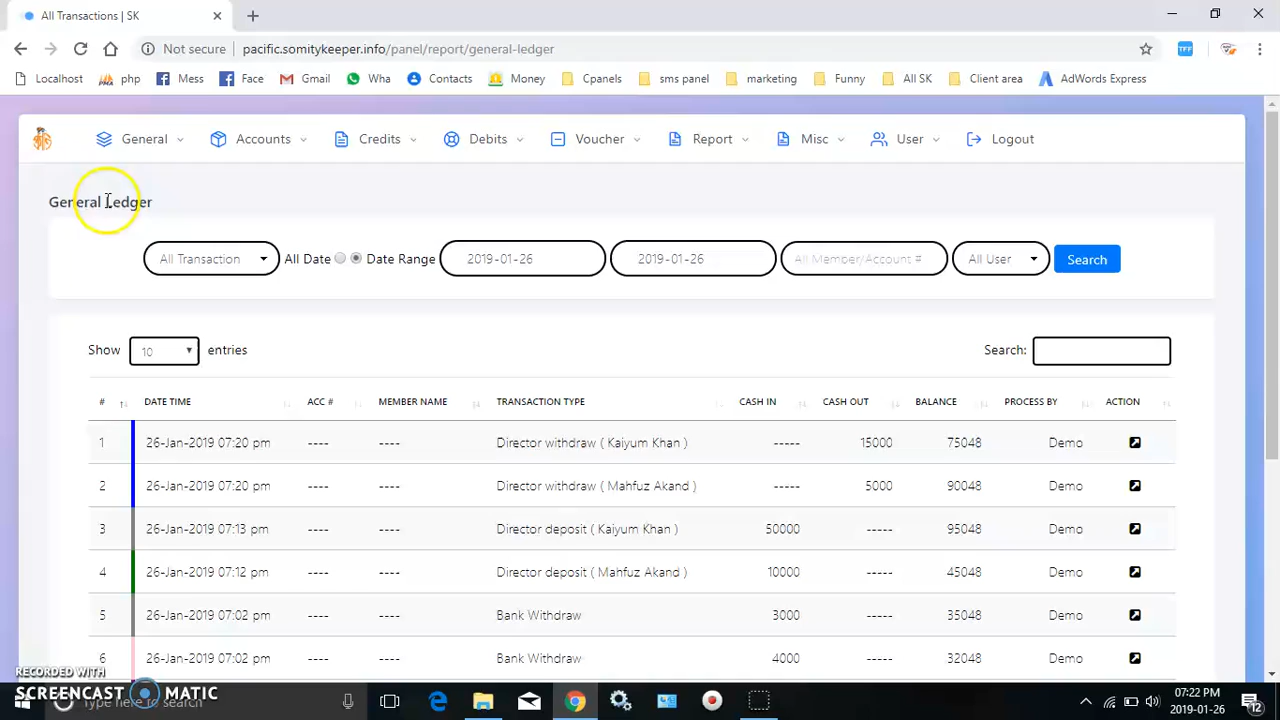 All Transactions | SK
Not secure pacific.somitykeeper.info/panel/report/general-ledger
Localhost php Mess Face Gmail Wha Contacts Money Cpanels sms panel marketing Funny All SK Client area AdWords Express
General Accounts Credits Debits Voucher Report Misc User Logout
General Ledger
All Transaction All Date Date Range 2019-01-26 2019-01-26 All Member/Account # All User Search
Show 10 entries Search:
# DATE TIME ACC # MEMBER NAME TRANSACTION TYPE CASH IN CASH OUT BALANCE PROCESS BY ACTION
1 26-Jan-2019 07:20 pm ---- ---- Director withdraw ( Kaiyum Khan ) ----- 15000 75048 Demo
2 26-Jan-2019 07:20 pm ---- ---- Director withdraw ( Mahfuz Akand ) ----- 5000 90048 Demo
3 26-Jan-2019 07:13 pm ---- ---- Director deposit ( Kaiyum Khan ) 50000 ----- 95048 Demo
4 26-Jan-2019 07:12 pm ---- ---- Director deposit ( Mahfuz Akand ) 10000 ----- 45048 Demo
5 26-Jan-2019 07:02 pm ---- ---- Bank Withdraw 3000 ----- 35048 Demo
6 26-Jan-2019 07:02 pm ---- ---- Bank Withdraw 4000 ----- 32048 Demo
RECORDED WITH
SCREENCAST MATIC
Type here to search
07:22 PM
2019-01-26
12